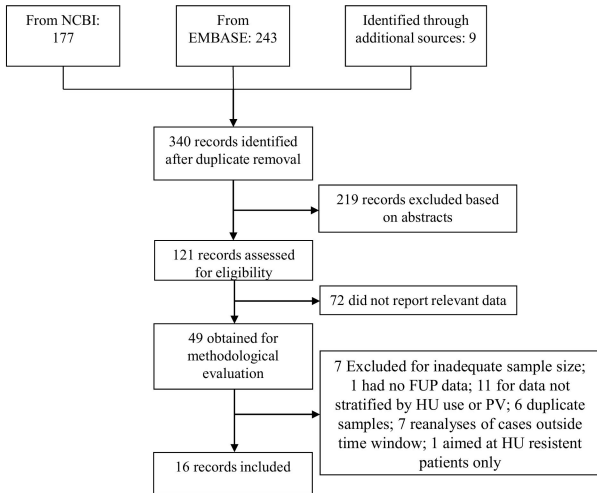 From NCBI:
177
From
EMBASE: 243
Identified through
additional sources: 9
340 records identified
after duplicate removal
219 records excluded based
on abstracts
121 records assessed
for eligibility
72 did not report relevant data
49 obtained for
methodological
evaluation
7 Excluded for inadequate sample size;
1 had no FUP data; 11 for data not
stratified by HU use or PV; 6 duplicate
samples; 7 reanalyses of cases outside
time window; 1 aimed at HU resistent
patients only
16 records included